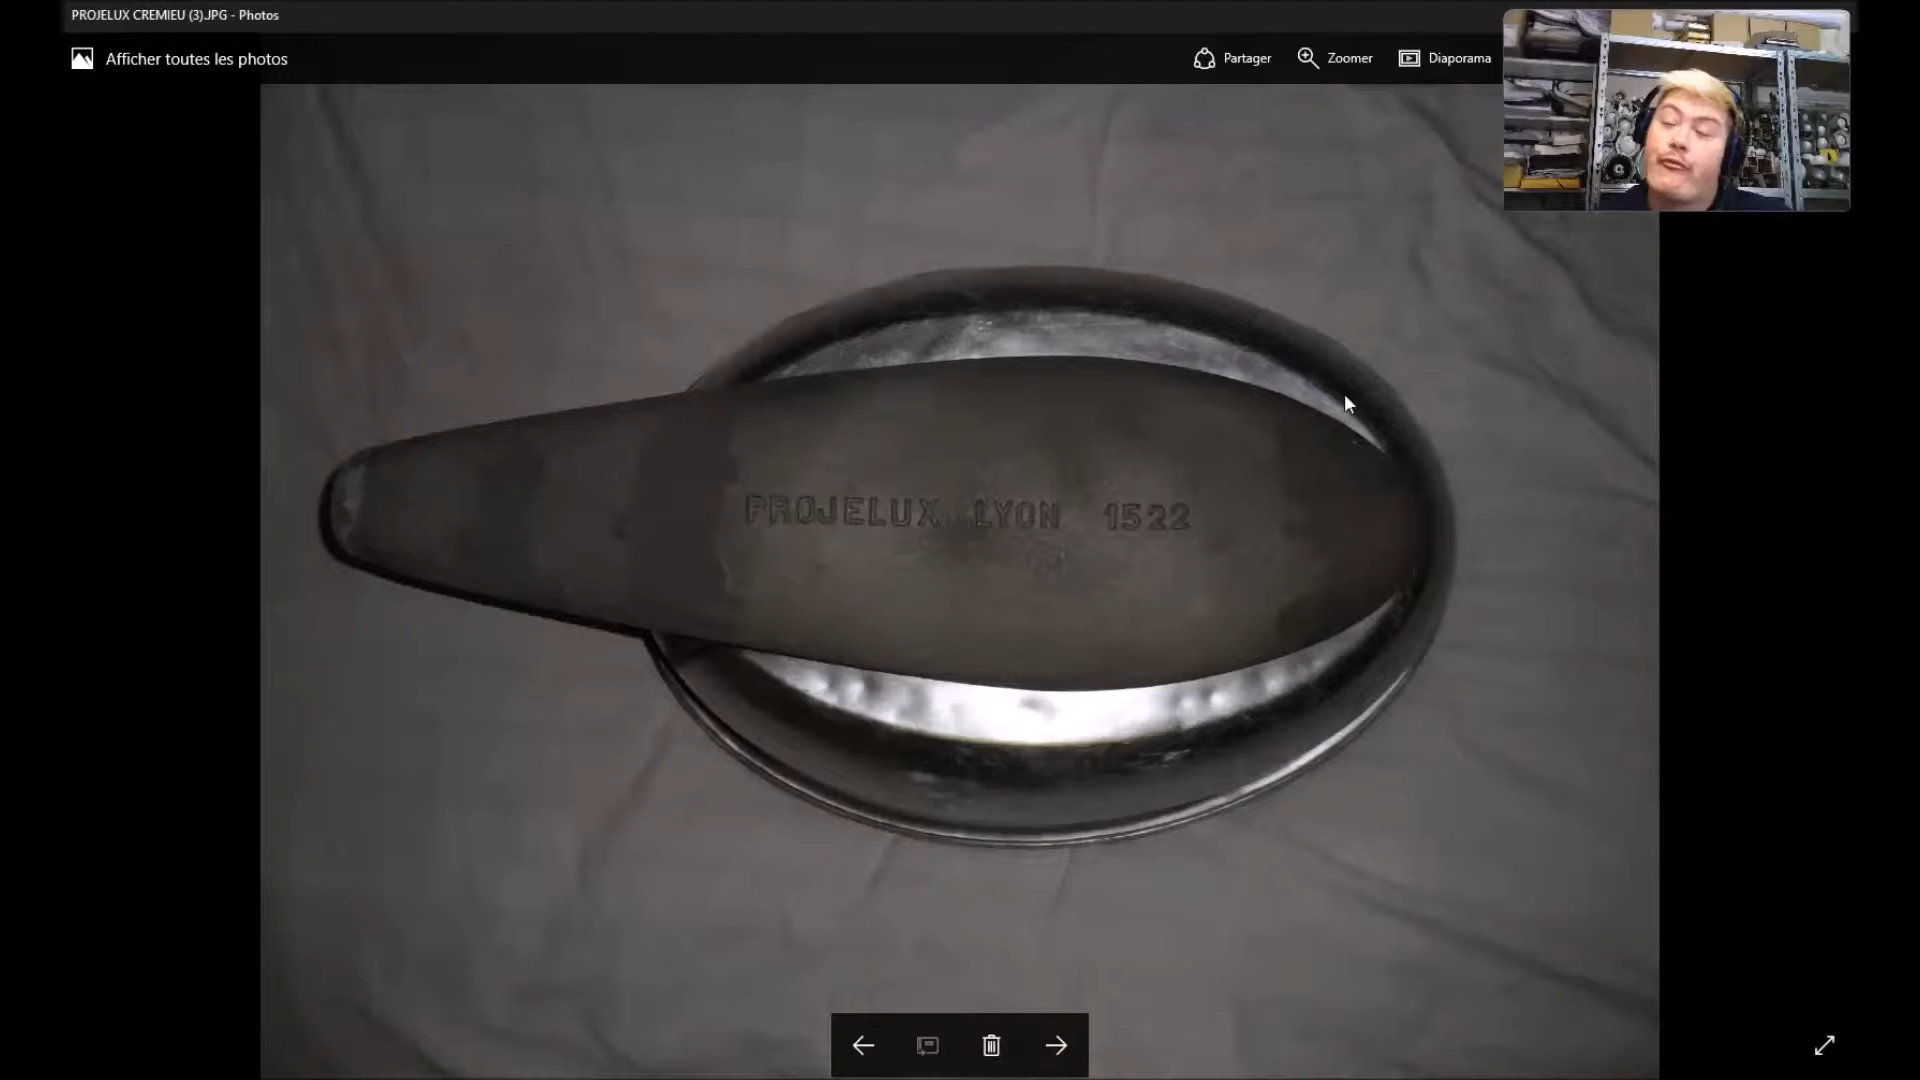 PROJELUX CREMIEU (3).JPG - Photos
Afficher toutes les photos
Partager
Zoomer
Diaporama
PROJELUX LYON 1522